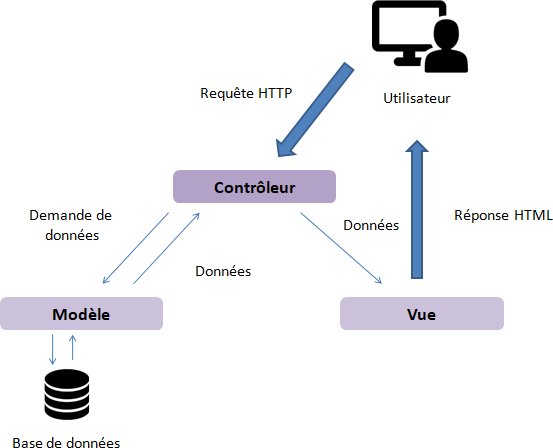 Utilisateur
Requête HTTP
Contrôleur
Demande de
données
Données
Réponse HTML
Données
Modèle
Vue
Base de données